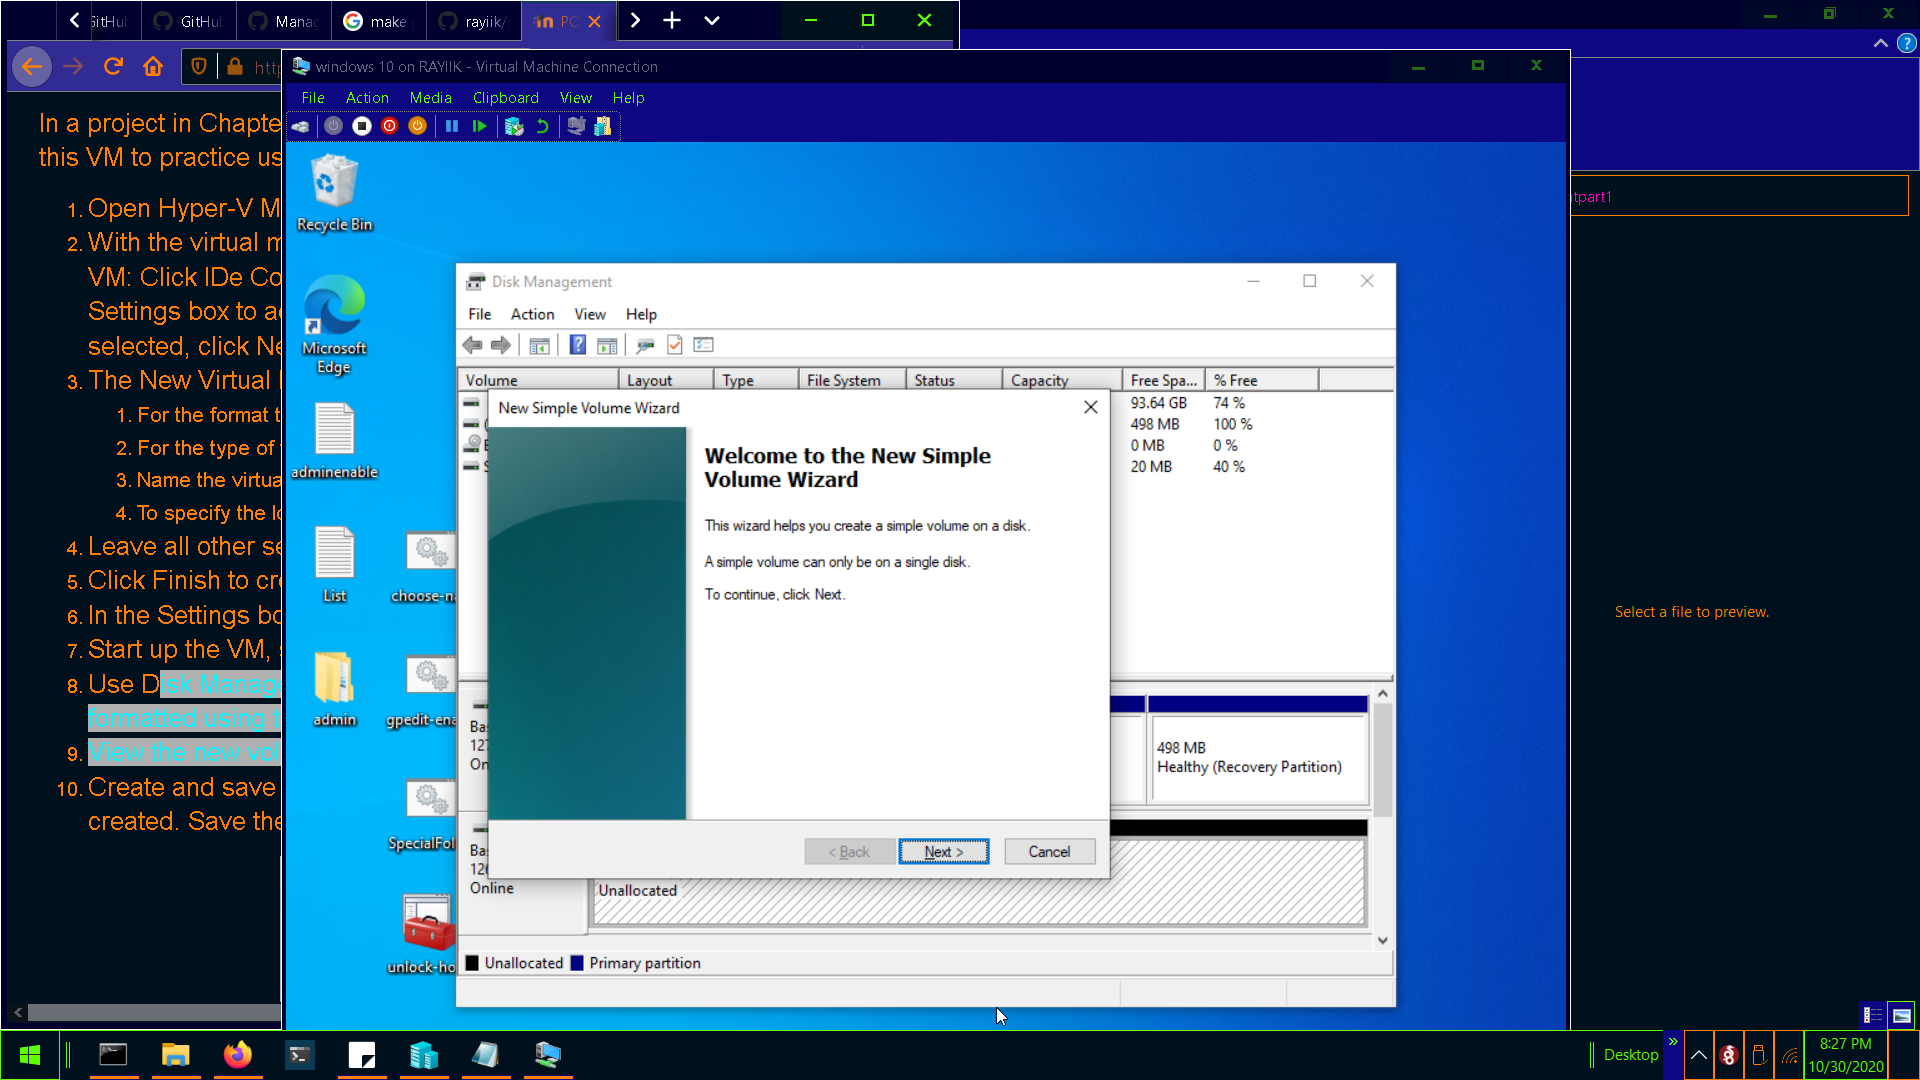 GitHub
GitHub
Manag
make
rayiik/
PC
http
In a project in Chapte
this VM to practice us
1. Open Hyper-V M
2. With the virtual m
VM: Click IDe Co
Settings box to a
selected, click Ne
3. The New Virtual
1. For the format t
2. For the type of
3. Name the virtua
4. To specify the lo
4. Leave all other se
5. Click Finish to cre
6. In the Settings bo
7. Start up the VM, s
8. Use Disk Manage
formatted using t
9. View the new vol
10. Create and save
created. Save the
windows 10 on RAYIIK - Virtual Machine Connection
File Action Media Clipboard View Help
Recycle Bin
Microsoft
Edge
adminenable
List
choose-na
admin
gpedit-ena
SpecialFol
unlock-ho
Disk Management
File Action View Help
Volume Layout Type File System Status Capacity Free Spa... % Free
93.64 GB 74 %
498 MB 100 %
0 MB 0 %
20 MB 40 %
New Simple Volume Wizard
Welcome to the New Simple
Volume Wizard
This wizard helps you create a simple volume on a disk.
A simple volume can only be on a single disk.
To continue, click Next.
< Back Next > Cancel
Bas
127
On
498 MB
Healthy (Recovery Partition)
Bas
126
Online
Unallocated
Unallocated Primary partition
tpart1
Select a file to preview.
Desktop
8:27 PM
10/30/2020